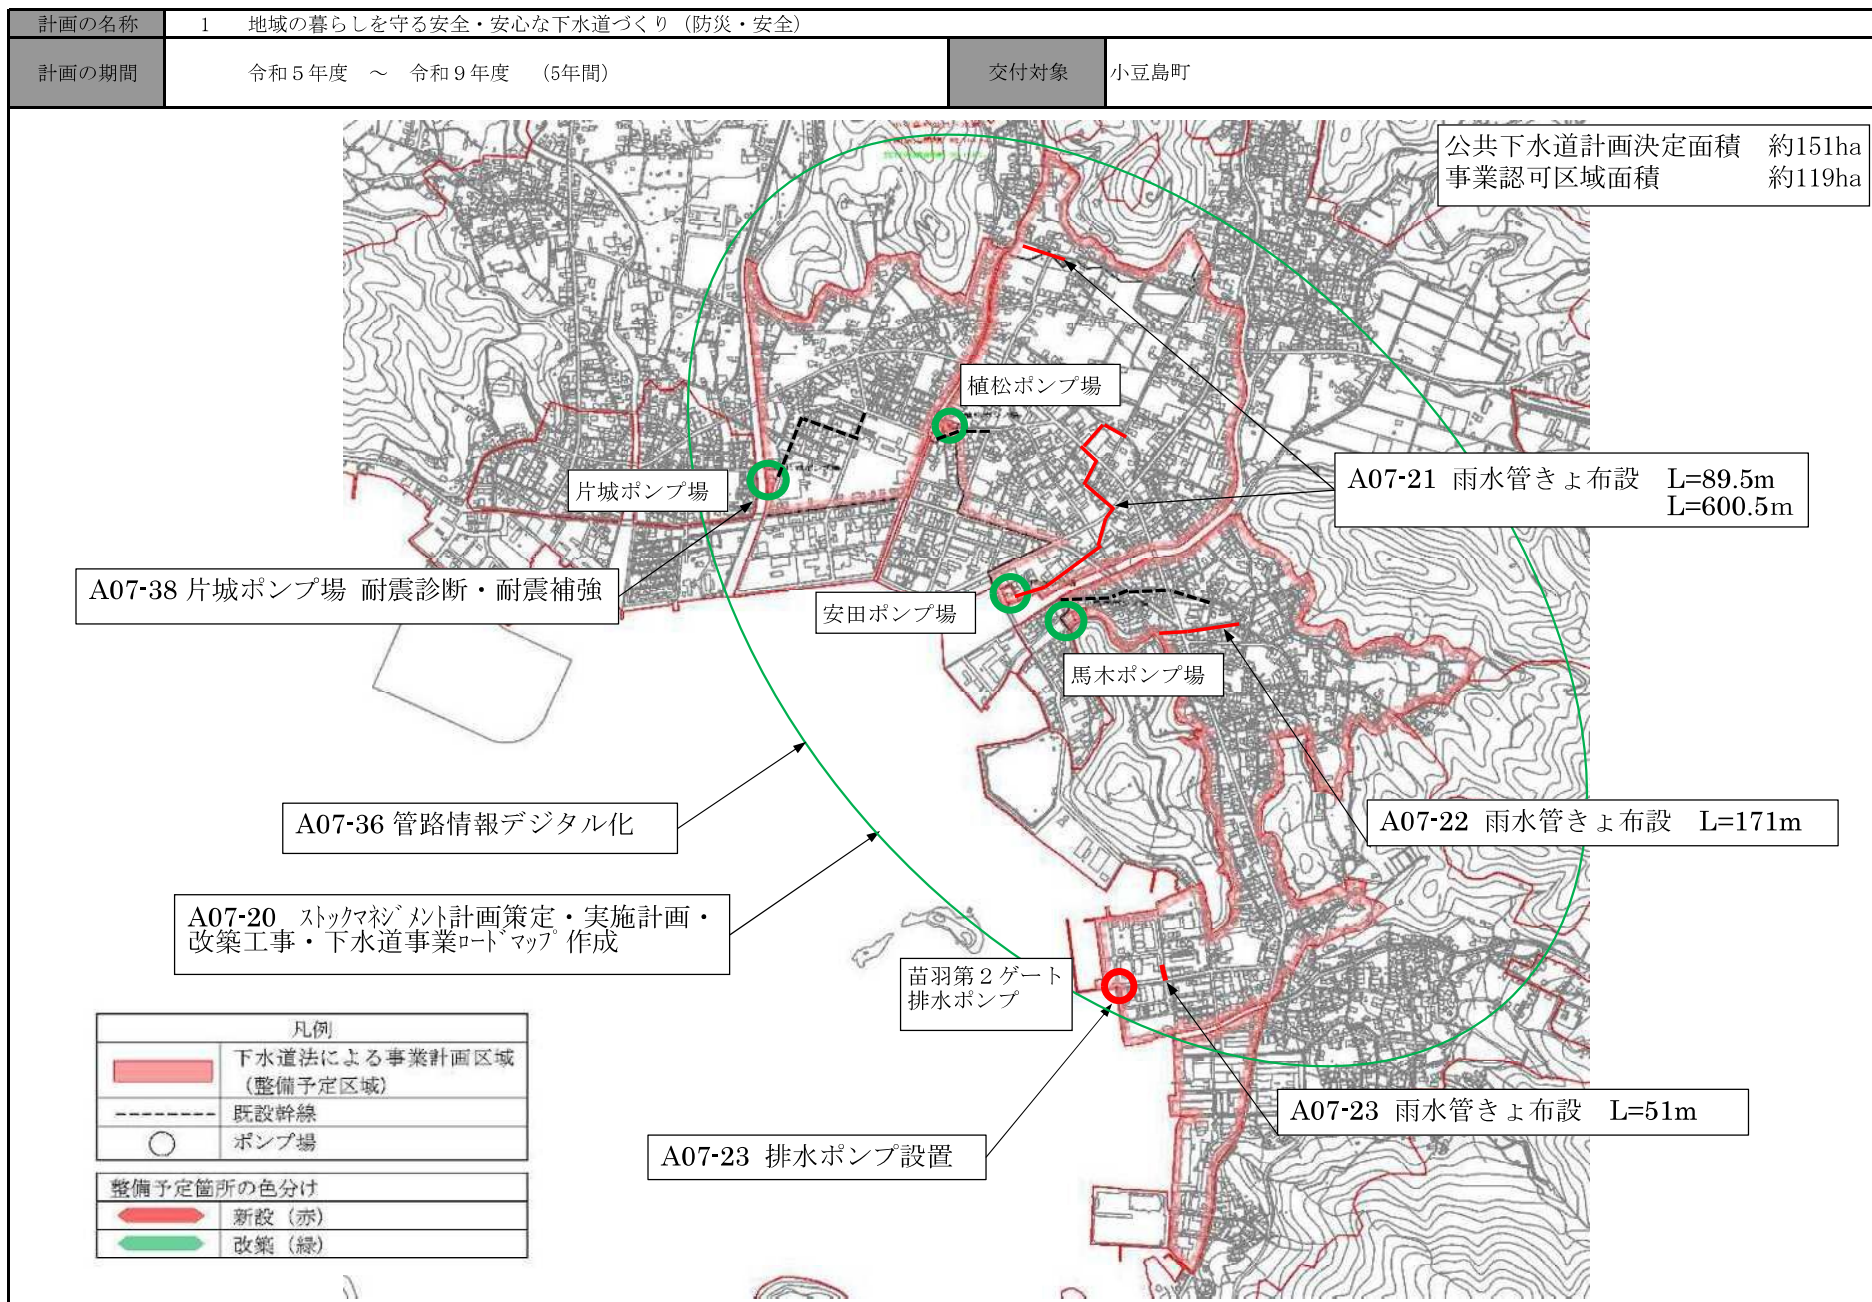 計画の名称 1 地域の暮らしを守る安全・安心な下水道づくり（防災・安全）
計画の期間 令和５年度 ～ 令和９年度 （5年間） 交付対象 小豆島町
公共下水道計画決定面積 約151ha
事業認可区域面積 約119ha
植松ポンプ場
片城ポンプ場
A07-21 雨水管きょ布設 L=89.5m
L=600.5m
A07-38 片城ポンプ場 耐震診断・耐震補強
安田ポンプ場
馬木ポンプ場
A07-36 管路情報デジタル化
A07-22 雨水管きょ布設 L=171m
A07-20 ｽﾄｯｸﾏﾈｼﾞﾒﾝﾄ計画策定・実施計画・
改築工事・下水道事業ﾛｰﾄﾞﾏｯﾌﾟ作成
苗羽第２ゲート
排水ポンプ
A07-23 雨水管きょ布設 L=51m
A07-23 排水ポンプ設置
凡例
下水道法による事業計画区域
（整備予定区域）
既設幹線
ポンプ場
整備予定箇所の色分け
新設（赤）
改築（緑）